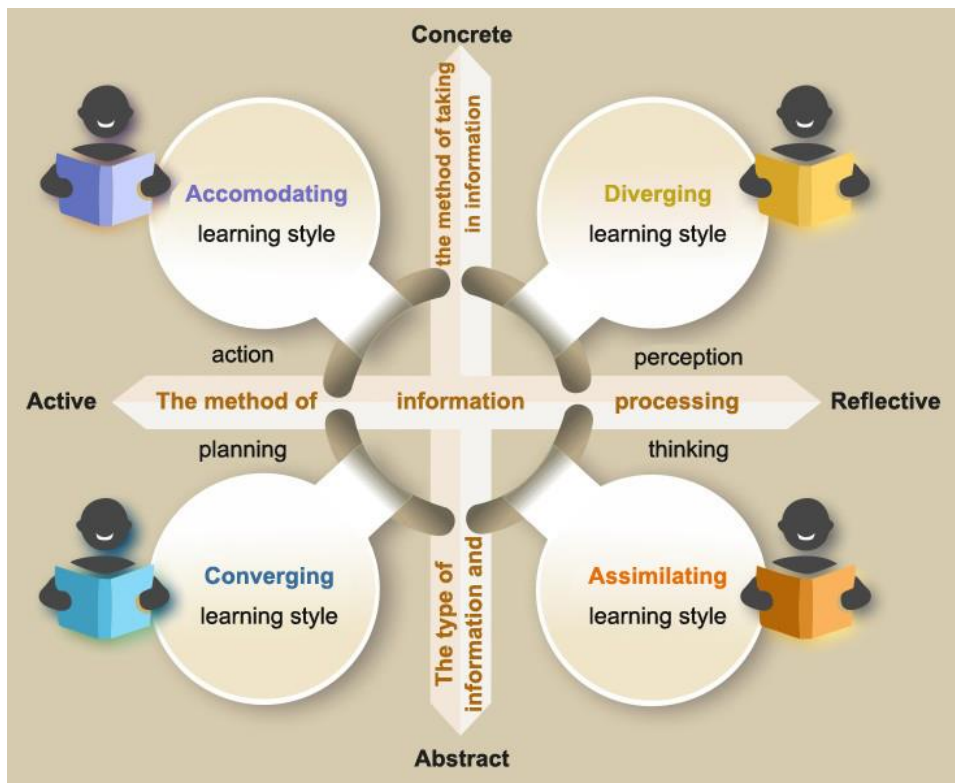 Concrete
the method of taking
in information
Accomodating
learning style
Diverging
learning style
action
perception
Active
The method of information processing
Reflective
planning
thinking
Converging
learning style
The type of
information and
Assimilating
learning style
Abstract